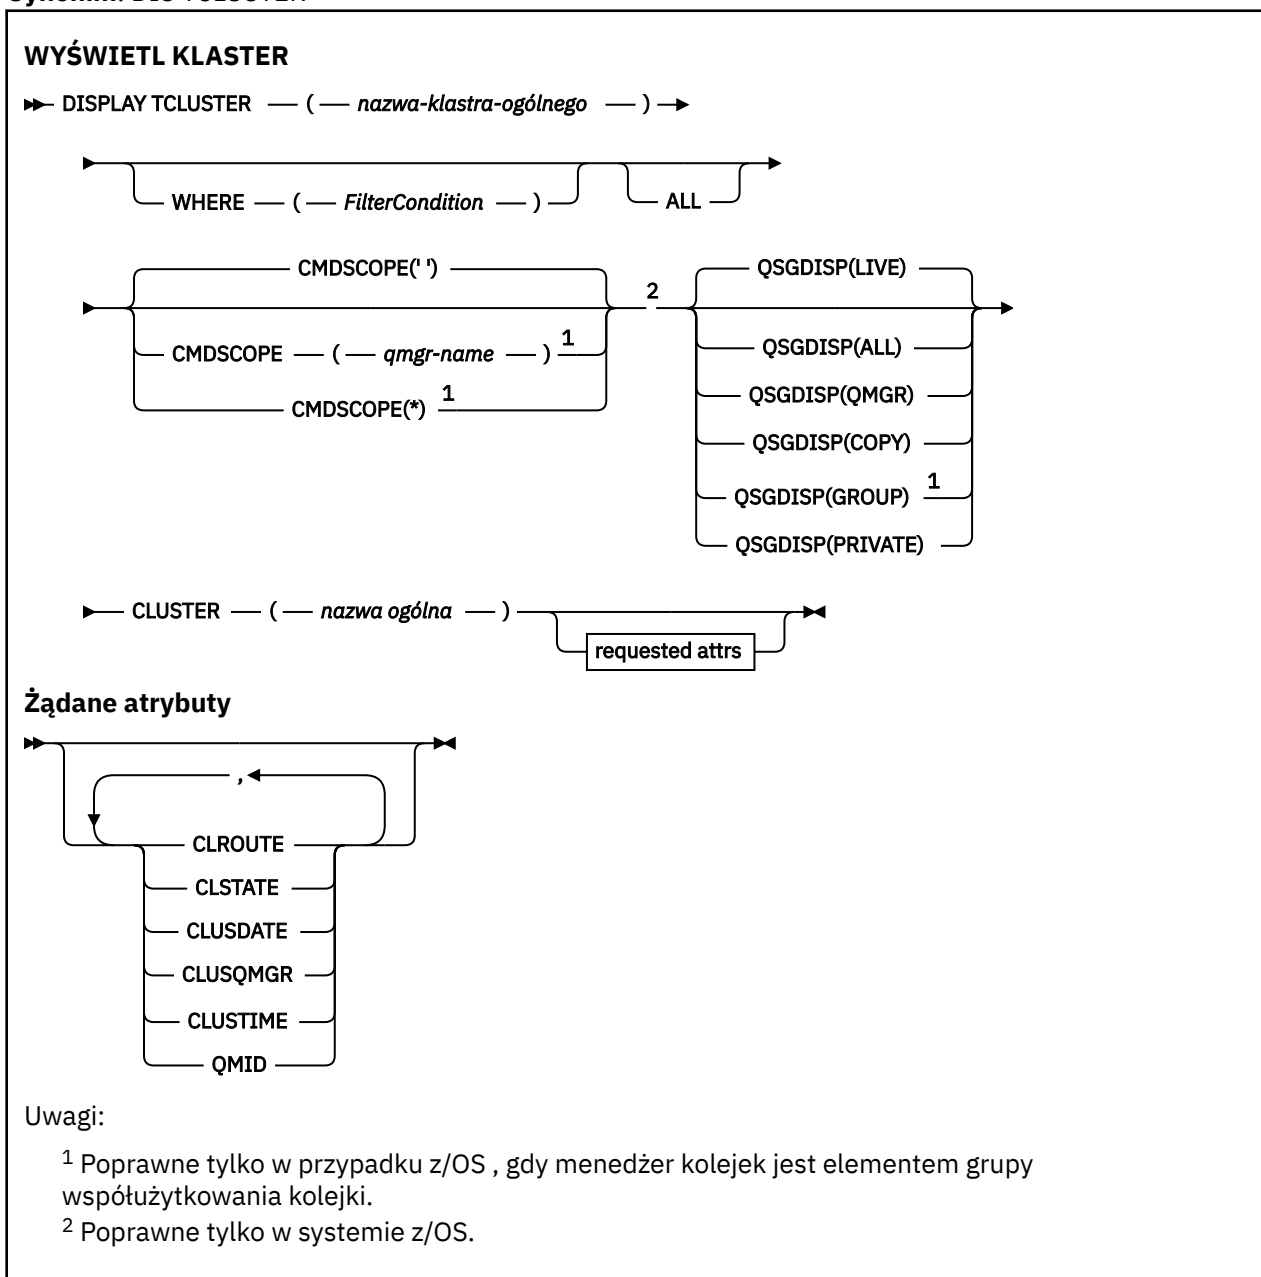 WYŚWIETL KLASTER
DISPLAY TCLUSTER ( nazwa-klastra-ogólnego )
WHERE ( FilterCondition ) ALL
CMDSCOPE(' ') QSGDISP(LIVE)
2
CMDSCOPE ( qmgr-name ) 1 QSGDISP(ALL)
CMDSCOPE(*) 1 QSGDISP(QMGR)
QSGDISP(COPY)
QSGDISP(GROUP) 1
QSGDISP(PRIVATE)
CLUSTER ( nazwa ogólna )
requested attrs
Żądane atrybuty
,
CLROUTE
CLSTATE
CLUSDATE
CLUSQMGR
CLUSTIME
QMID
Uwagi:
1 Poprawne tylko w przypadku z/OS , gdy menedżer kolejek jest elementem grupy
współużytkowania kolejki.
2 Poprawne tylko w systemie z/OS.